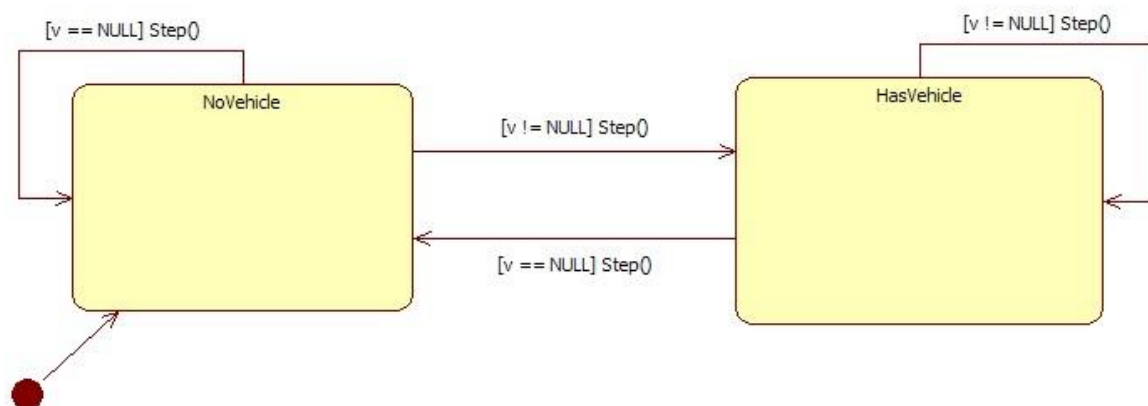 [v == NULL] Step()
[v != NULL] Step()
NoVehicle
HasVehicle
[v != NULL] Step()
[v == NULL] Step()